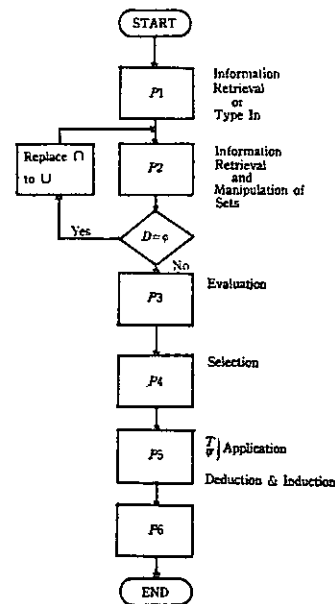 START
P1
Information
Retrieval
or
Type In
Replace ∩
to ∪
P2
Information
Retrieval
and
Manipulation of
Sets
Yes
D=φ
No
P3
Evaluation
P4
Selection
P5
T
Ψ } Application
Deduction & Induction
P6
END